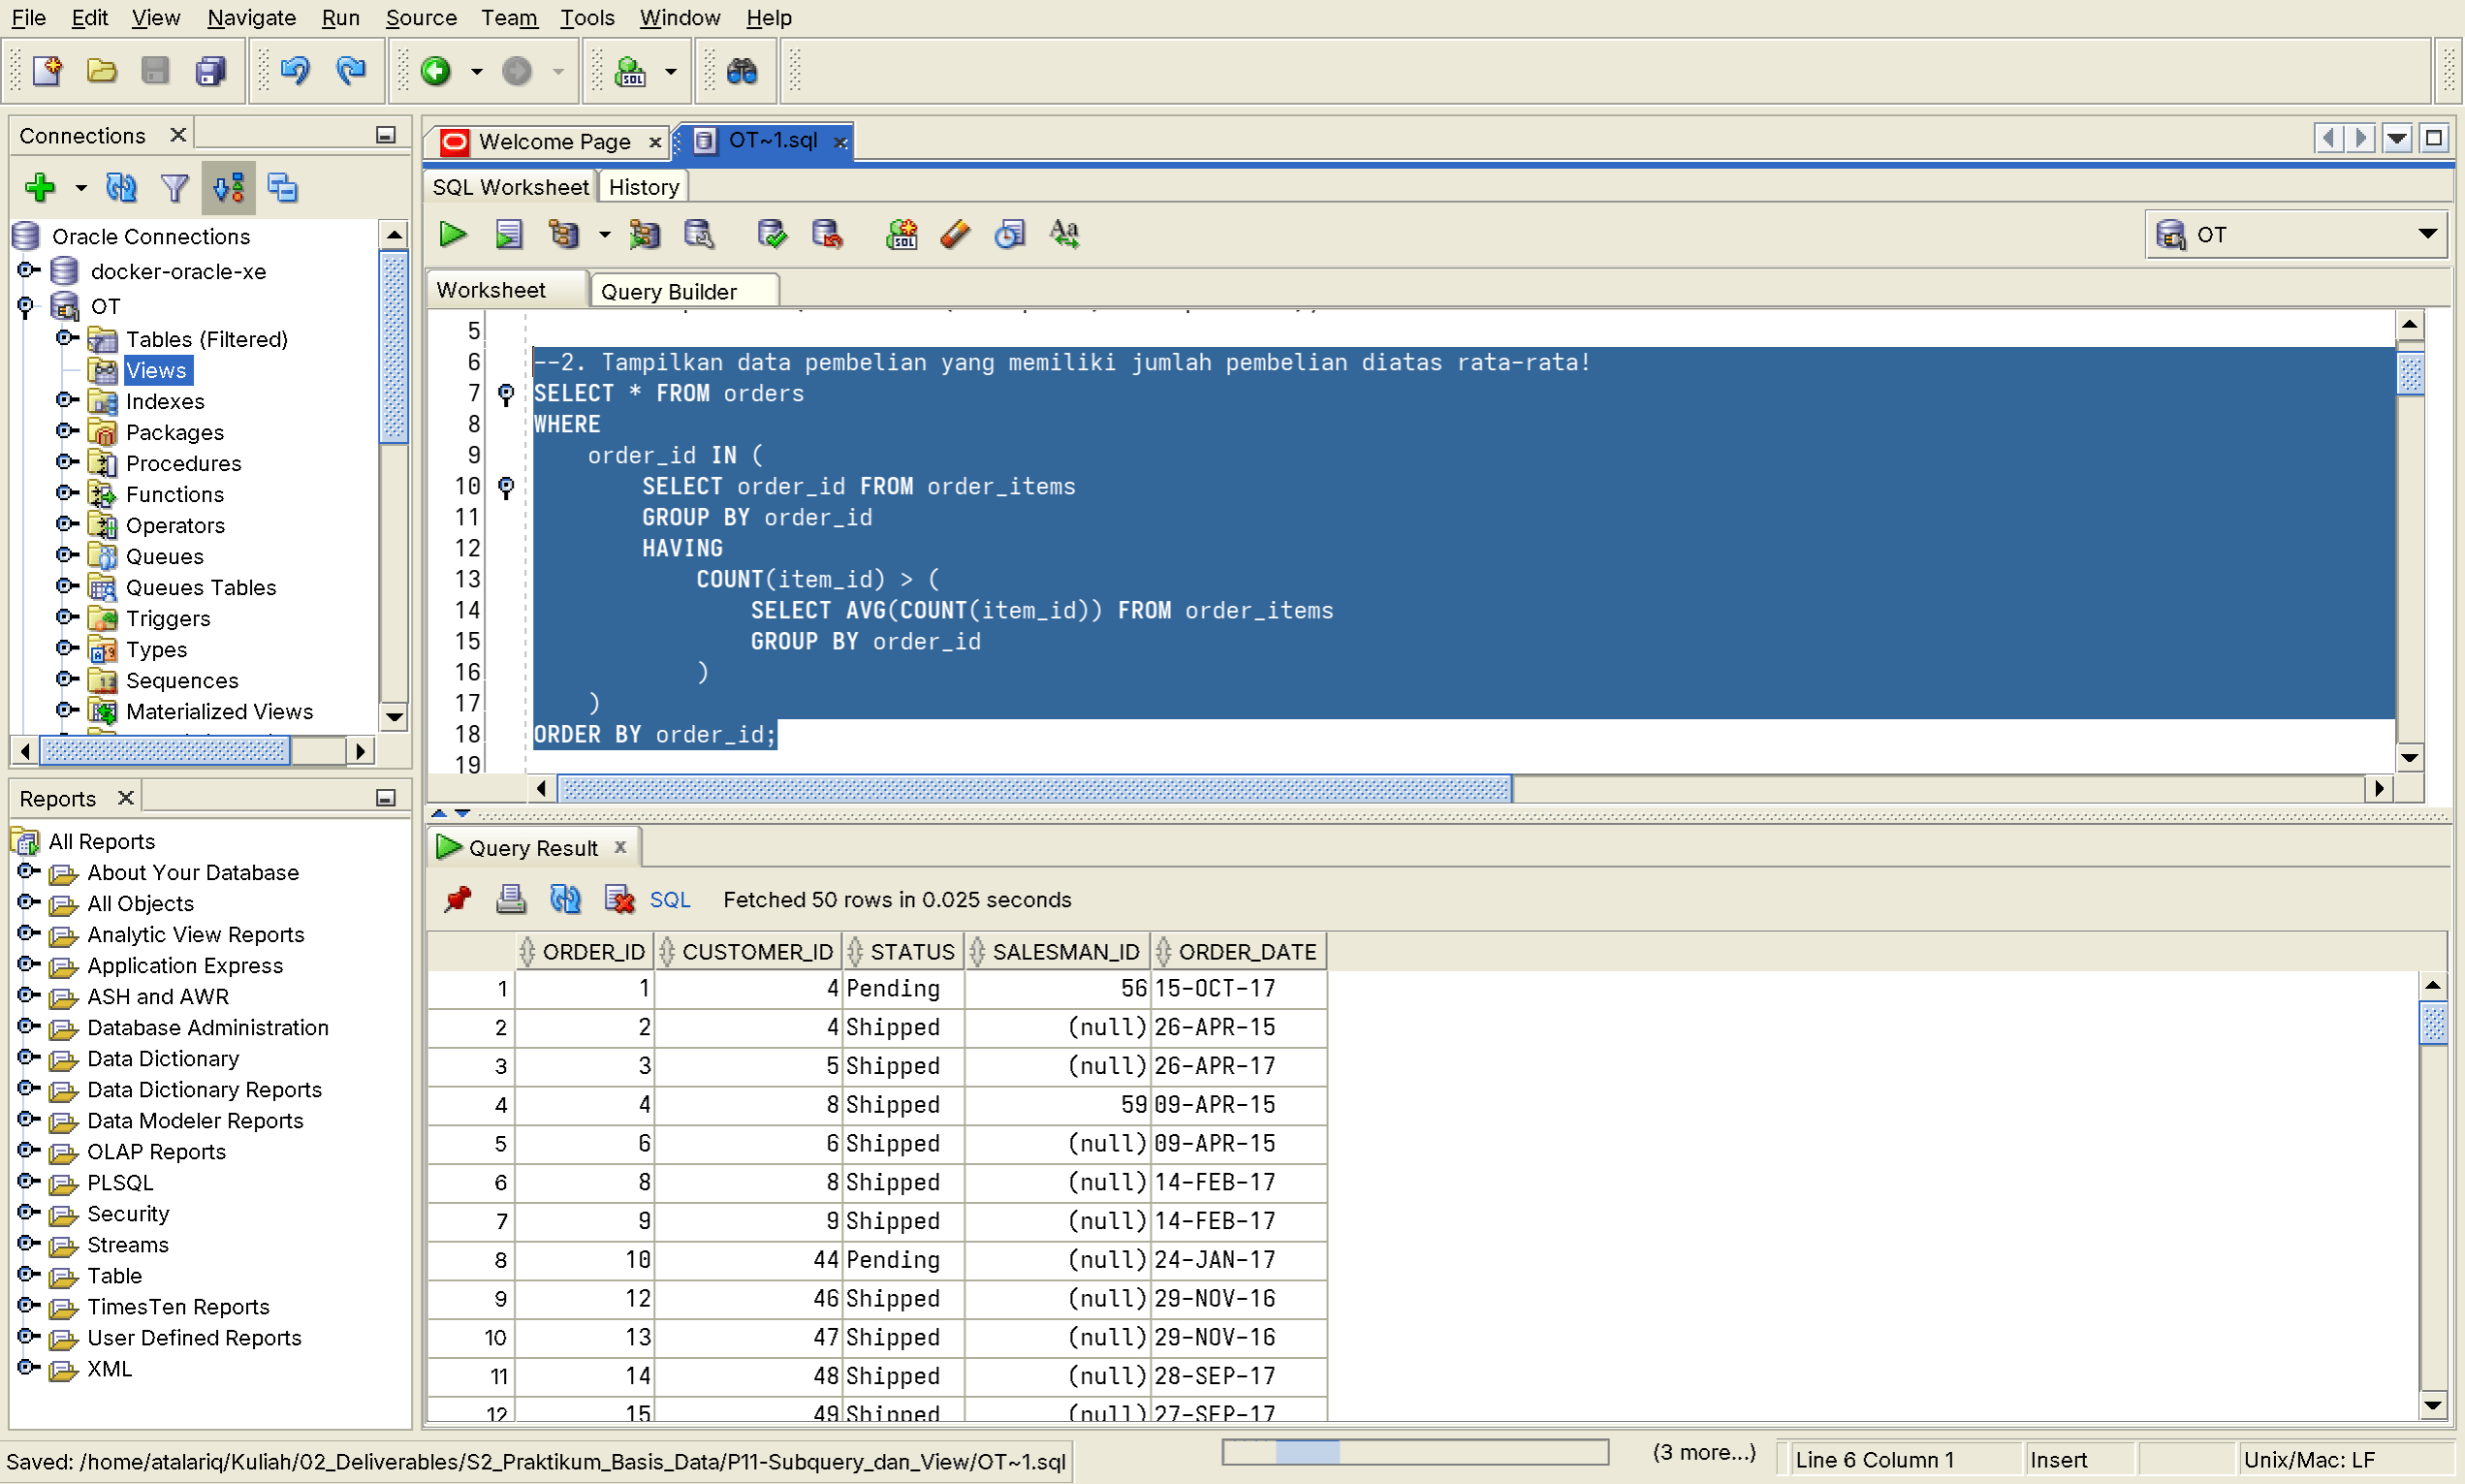 File Edit View Navigate Run Source Team Tools Window Help
Connections
Oracle Connections
docker-oracle-xe
OT
Tables (Filtered)
Views
Indexes
Packages
Procedures
Functions
Operators
Queues
Queues Tables
Triggers
Types
Sequences
Materialized Views
Reports
All Reports
About Your Database
All Objects
Analytic View Reports
Application Express
ASH and AWR
Database Administration
Data Dictionary
Data Dictionary Reports
Data Modeler Reports
OLAP Reports
PLSQL
Security
Streams
Table
TimesTen Reports
User Defined Reports
XML
Welcome Page OT~1.sql
SQL Worksheet History
OT
Worksheet Query Builder
5
6 --2. Tampilkan data pembelian yang memiliki jumlah pembelian diatas rata-rata!
7 SELECT * FROM orders
8 WHERE
9 order_id IN (
10 SELECT order_id FROM order_items
11 GROUP BY order_id
12 HAVING
13 COUNT(item_id) > (
14 SELECT AVG(COUNT(item_id)) FROM order_items
15 GROUP BY order_id
16 )
17 )
18 ORDER BY order_id;
19
Query Result
SQL Fetched 50 rows in 0.025 seconds
ORDER_ID CUSTOMER_ID STATUS SALESMAN_ID ORDER_DATE
1 1 4 Pending 56 15-OCT-17
2 2 4 Shipped (null) 26-APR-15
3 3 5 Shipped (null) 26-APR-17
4 4 8 Shipped 59 09-APR-15
5 6 6 Shipped (null) 09-APR-15
6 8 8 Shipped (null) 14-FEB-17
7 9 9 Shipped (null) 14-FEB-17
8 10 44 Pending (null) 24-JAN-17
9 12 46 Shipped (null) 29-NOV-16
10 13 47 Shipped (null) 29-NOV-16
11 14 48 Shipped (null) 28-SEP-17
12 15 49 Shipped (null) 27-SEP-17
Saved: /home/atalariq/Kuliah/02_Deliverables/S2_Praktikum_Basis_Data/P11-Subquery_dan_View/OT~1.sql
(3 more...) Line 6 Column 1 Insert Unix/Mac: LF